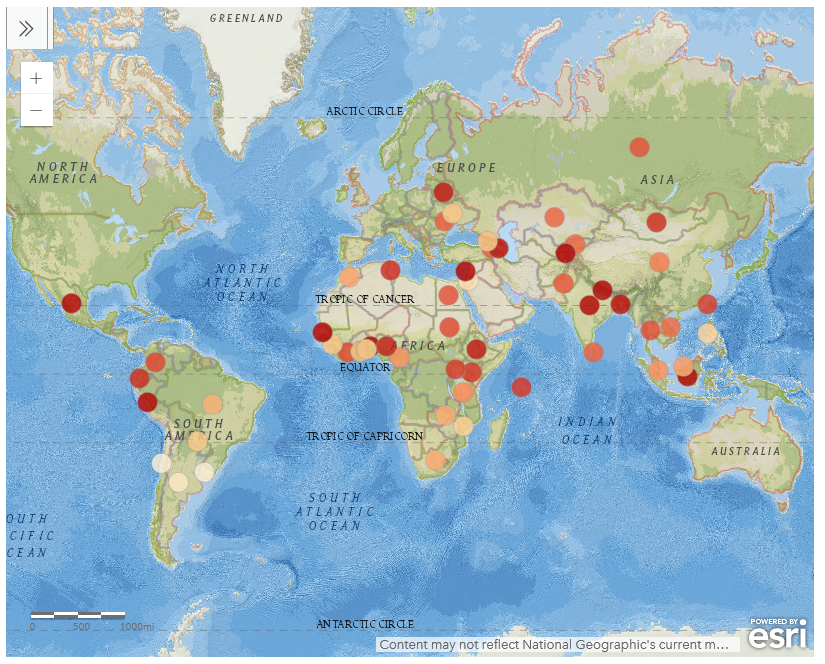 GREENLAND
ARCTIC CIRCLE
NORTH
AMERICA
EUROPE
ASIA
NORTH
ATLANTIC
OCEAN
TROPIC OF CANCER
FRICA
EQUATOR
SOUTH
AMERICA
TROPIC OF CAPRICORN
INDIAN
OCEAN
AUSTRALIA
SOUTH
ATLANTIC
OCEAN
OUTH
CIFIC
CEAN
0 500 1000mi
ANTARCTIC CIRCLE
Content may not reflect National Geographic's current m...
POWERED BY
esri